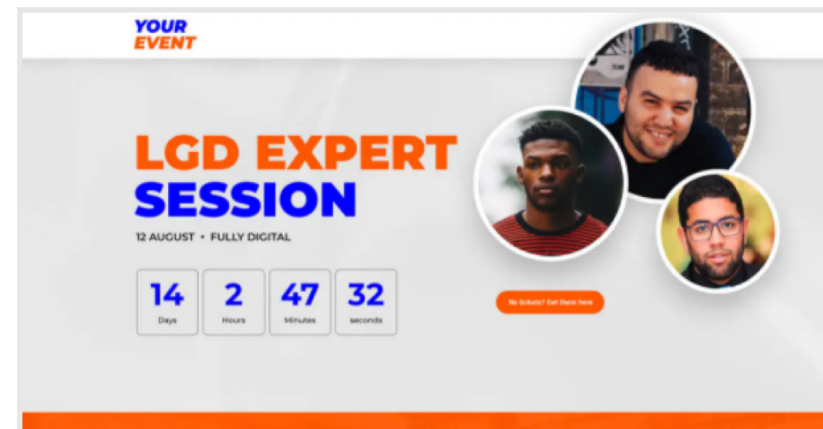 YOUR
EVENT
LGD EXPERT
SESSION
12 AUGUST • FULLY DIGITAL
14 2 47 32
Days Hours Minutes seconds
No tickets? Get them here